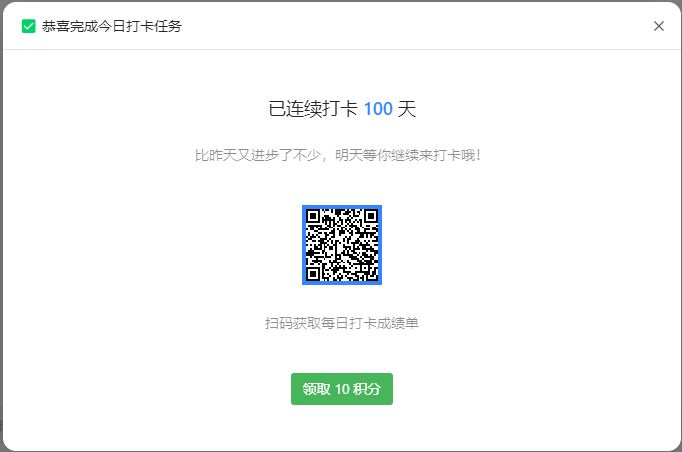 恭喜完成今日打卡任务
已连续打卡 100 天
比昨天又进步了不少，明天等你继续来打卡哦！
扫码获取每日打卡成绩单
领取 10 积分